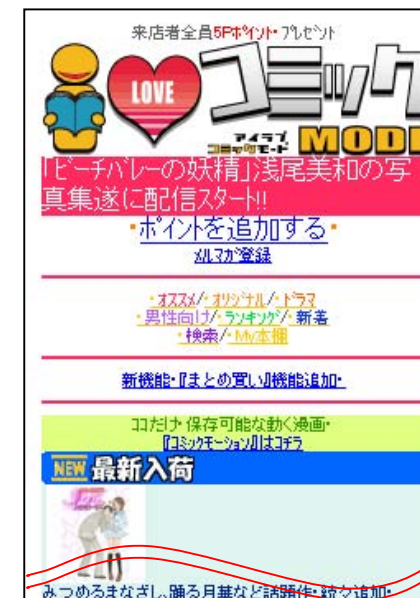 来店者全員5Pﾎﾟｲﾝﾄ・ﾌﾟﾚｾﾞﾝﾄ
LOVE コミック
アイラブ
コミックモード MODE
｢ビーチバレーの妖精｣浅尾美和の写
真集遂に配信スタート!!
・ポイントを追加する・
ﾒﾙﾏｶﾞ登録
・ｵｽｽﾒ/・ｵﾘｼﾞﾅﾙ/・ﾄﾞﾗﾏ
・男性向け/・ﾗﾝｷﾝｸﾞ/・新着
・検索/・My本棚
新機能・『まとめ買い』機能追加・
ココだけ・保存可能な動く漫画・
『ｺﾐｯｸﾓｰｼｮﾝ』はｺﾁﾗ
NEW 最新入荷
みつめるまなざし､踊る月華など話題作・続々追加・